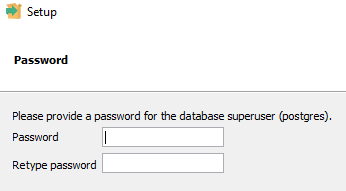 Setup
Password
Please provide a password for the database superuser (postgres).
Password
Retype password